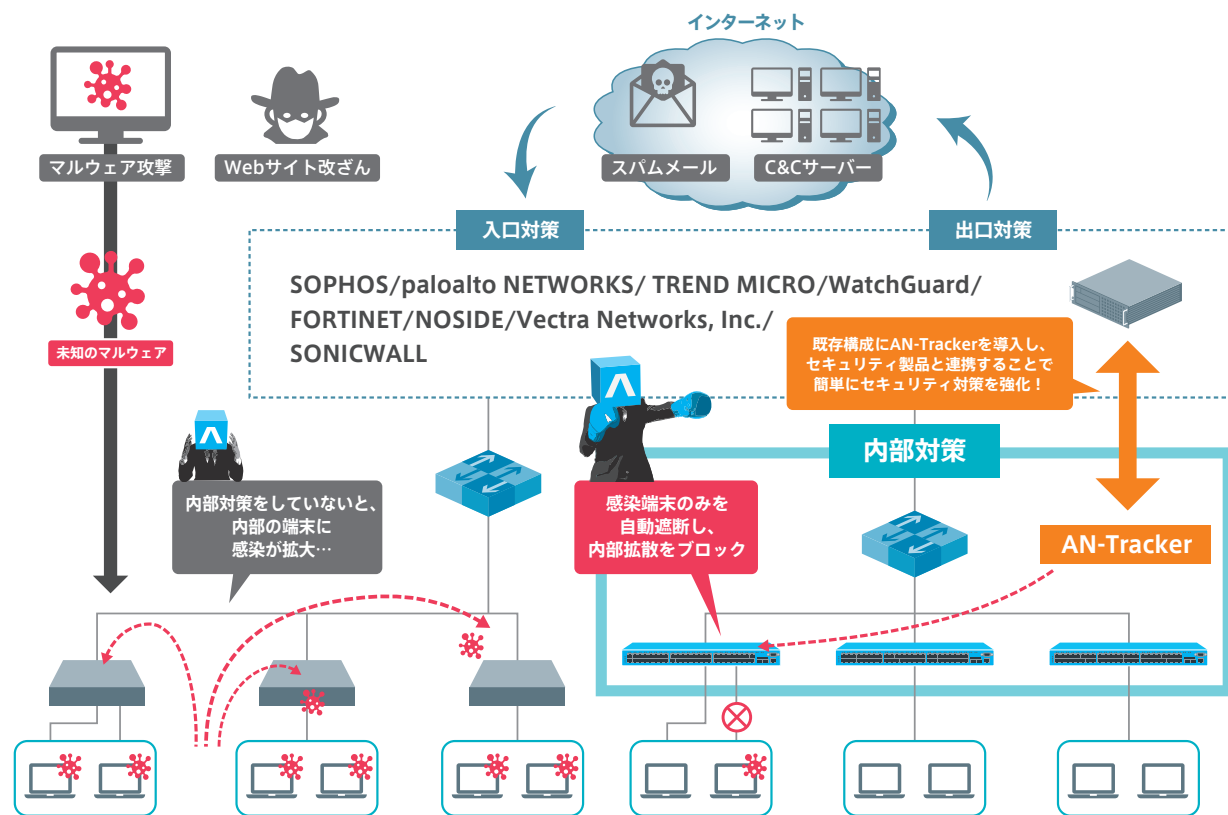 インターネット
マルウェア攻撃
Webサイト改ざん
スパムメール
C&Cサーバー
入口対策
出口対策
SOPHOS/paloalto NETWORKS/ TREND MICRO/WatchGuard/
FORTINET/NOSIDE/Vectra Networks, Inc./
SONICWALL
未知のマルウェア
既存構成にAN-Trackerを導入し、
セキュリティ製品と連携することで
簡単にセキュリティ対策を強化！
内部対策
内部対策をしていないと、
内部の端末に
感染が拡大…
感染端末のみを
自動遮断し、
内部拡散をブロック
AN-Tracker